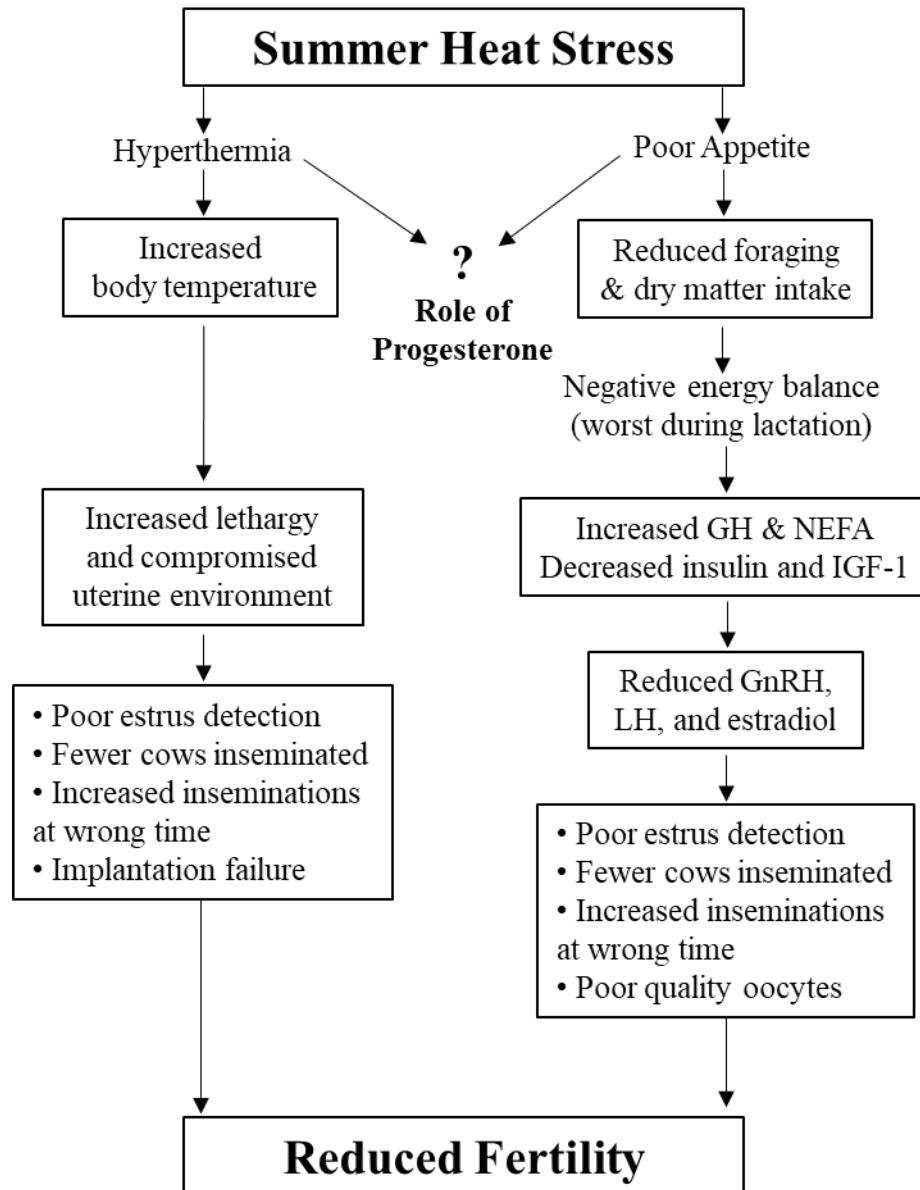 Summer Heat Stress
Hyperthermia
Poor Appetite
Increased
body temperature
?
Role of
Progesterone
Reduced foraging
& dry matter intake
Negative energy balance
(worst during lactation)
Increased lethargy
and compromised
uterine environment
Increased GH & NEFA
Decreased insulin and IGF-1
Reduced GnRH,
LH, and estradiol
• Poor estrus detection
• Fewer cows inseminated
• Increased inseminations
at wrong time
• Implantation failure
• Poor estrus detection
• Fewer cows inseminated
• Increased inseminations
at wrong time
• Poor quality oocytes
Reduced Fertility